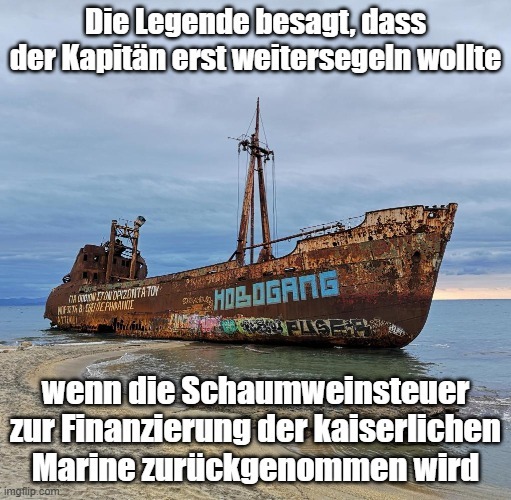 Die Legende besagt, dass
der Kapitän erst weitersegeln wollte
HOBOGANG
wenn die Schaumweinsteuer
zur Finanzierung der kaiserlichen
Marine zurückgenommen wird
imgflip.com